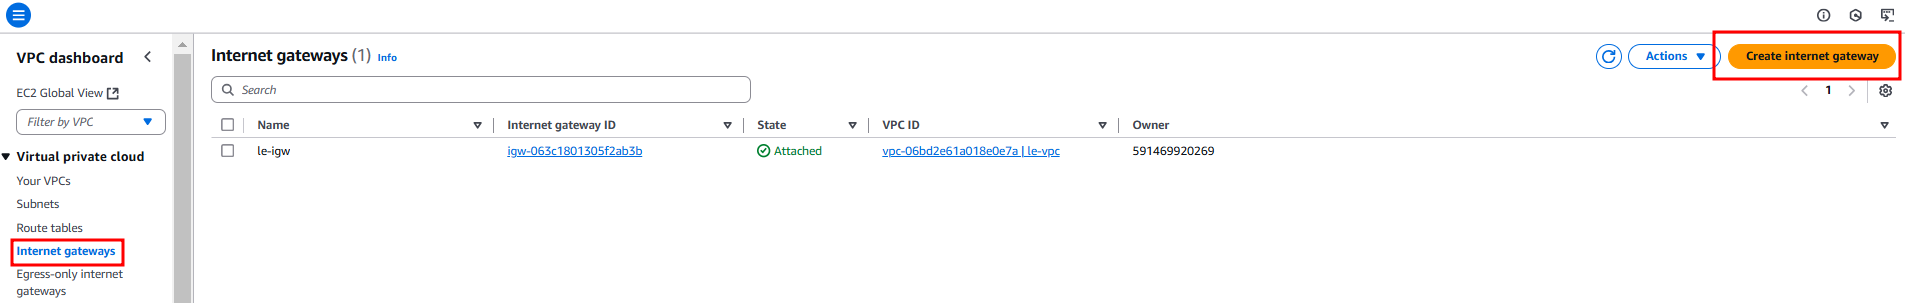 VPC dashboard
EC2 Global View
Filter by VPC
Virtual private cloud
Your VPCs
Subnets
Route tables
Internet gateways
Egress-only internet
gateways
Internet gateways (1) Info
Actions
Create internet gateway
Search
1
Name Internet gateway ID State VPC ID Owner
le-igw igw-063c1801305f2ab3b Attached vpc-06bd2e61a018e0e7a | le-vpc 591469920269